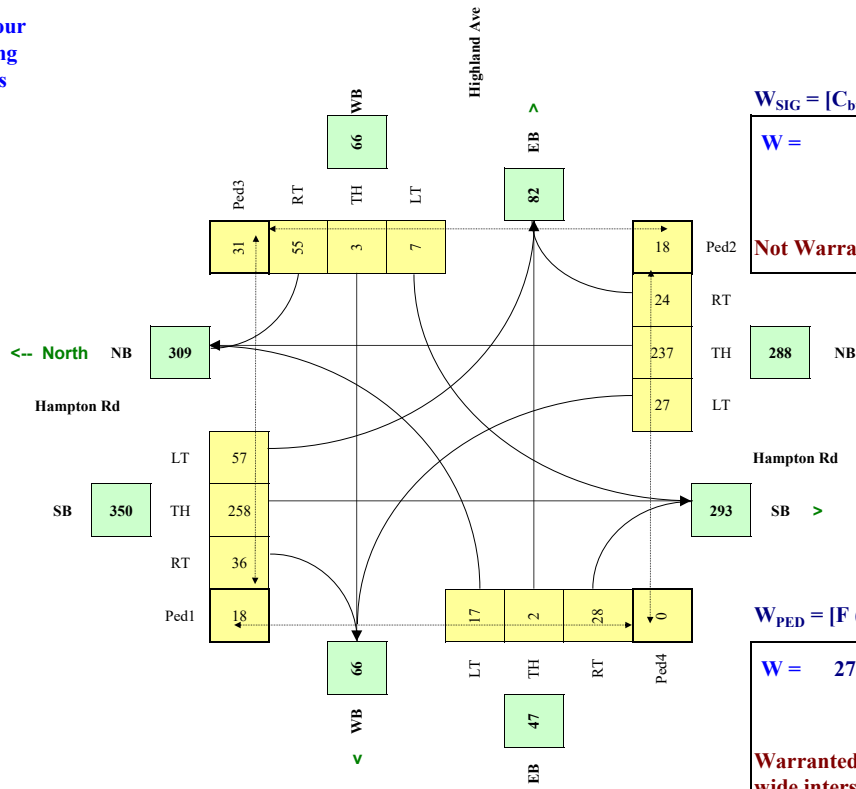 our
ng
s
Highland Ave
WB
66
EB
82
W_SIG = [C_b
W =
Not Warra
Ped3 RT TH LT
31 55 3 7
18 Ped2
24 RT
237 TH 288 NB
27 LT
<-- North NB 309
Hampton Rd
Hampton Rd
LT 57
SB 350 TH 258
RT 36
Ped1 18
293 SB >
17 2 28 0
LT TH RT Ped4
66
WB
<
47
EB
>
W_PED = [F
W = 27
Warranted
wide inters